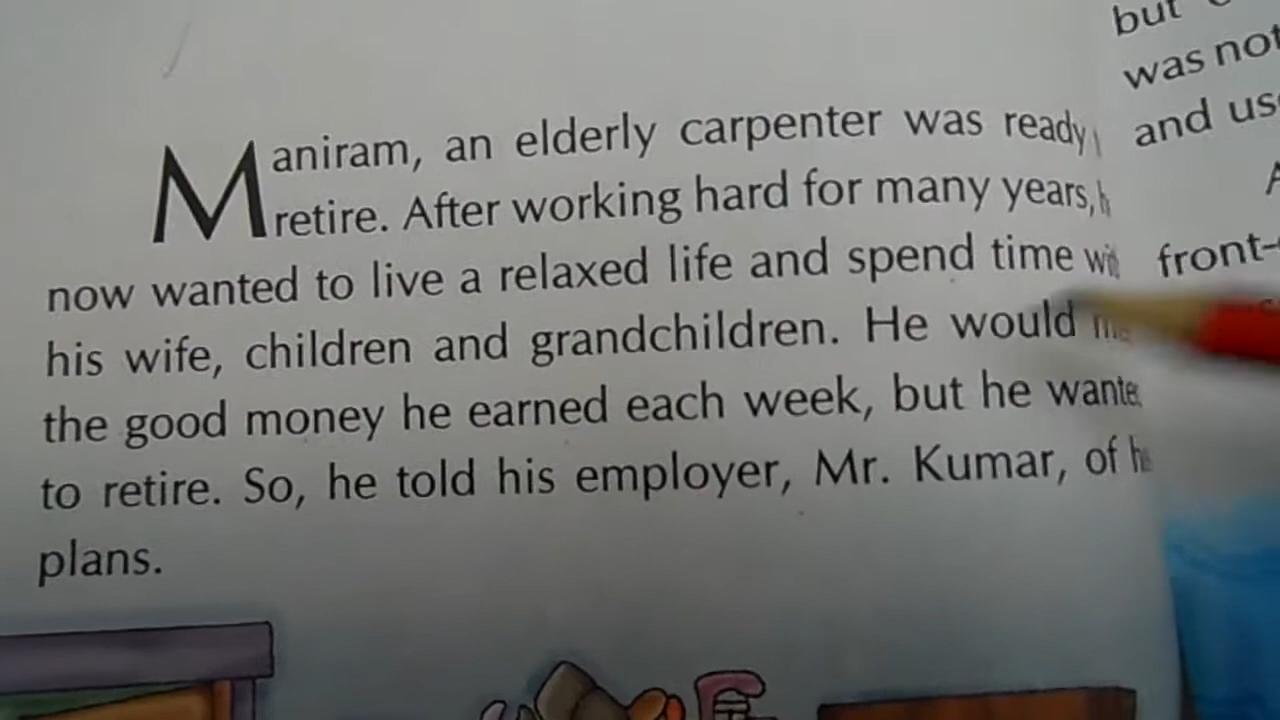 Maniram, an elderly carpenter was ready
retire. After working hard for many years,
now wanted to live a relaxed life and spend time
his wife, children and grandchildren. He would
the good money he earned each week, but he
to retire. So, he told his employer, Mr. Kumar, of
plans.
but
was not
and
front-